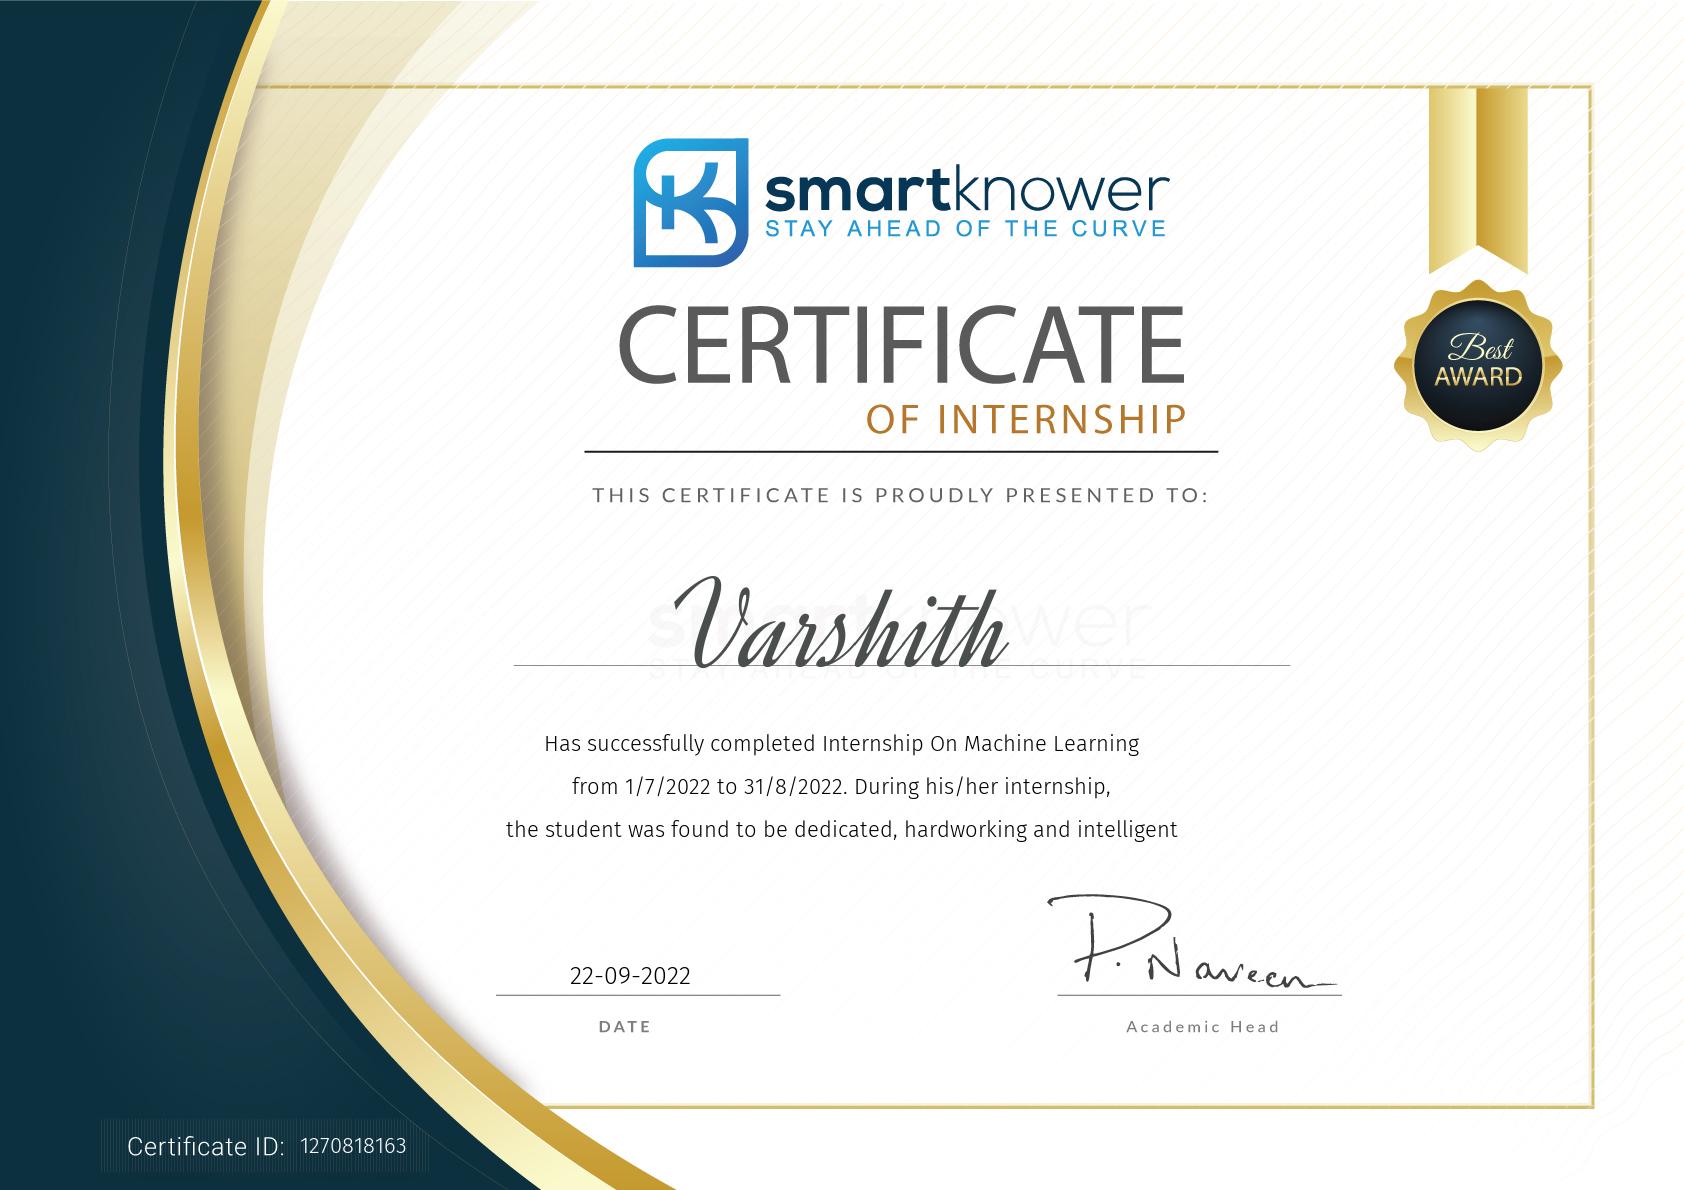 smartknower
STAY AHEAD OF THE CURVE
CERTIFICATE
OF INTERNSHIP
Best
AWARD
THIS CERTIFICATE IS PROUDLY PRESENTED TO:
smartknower
STAY AHEAD OF THE CURVE
Varshith
Has successfully completed Internship On Machine Learning
from 1/7/2022 to 31/8/2022. During his/her internship,
the student was found to be dedicated, hardworking and intelligent
P. Naveen
22-09-2022
DATE
Academic Head
Certificate ID: 1270818163